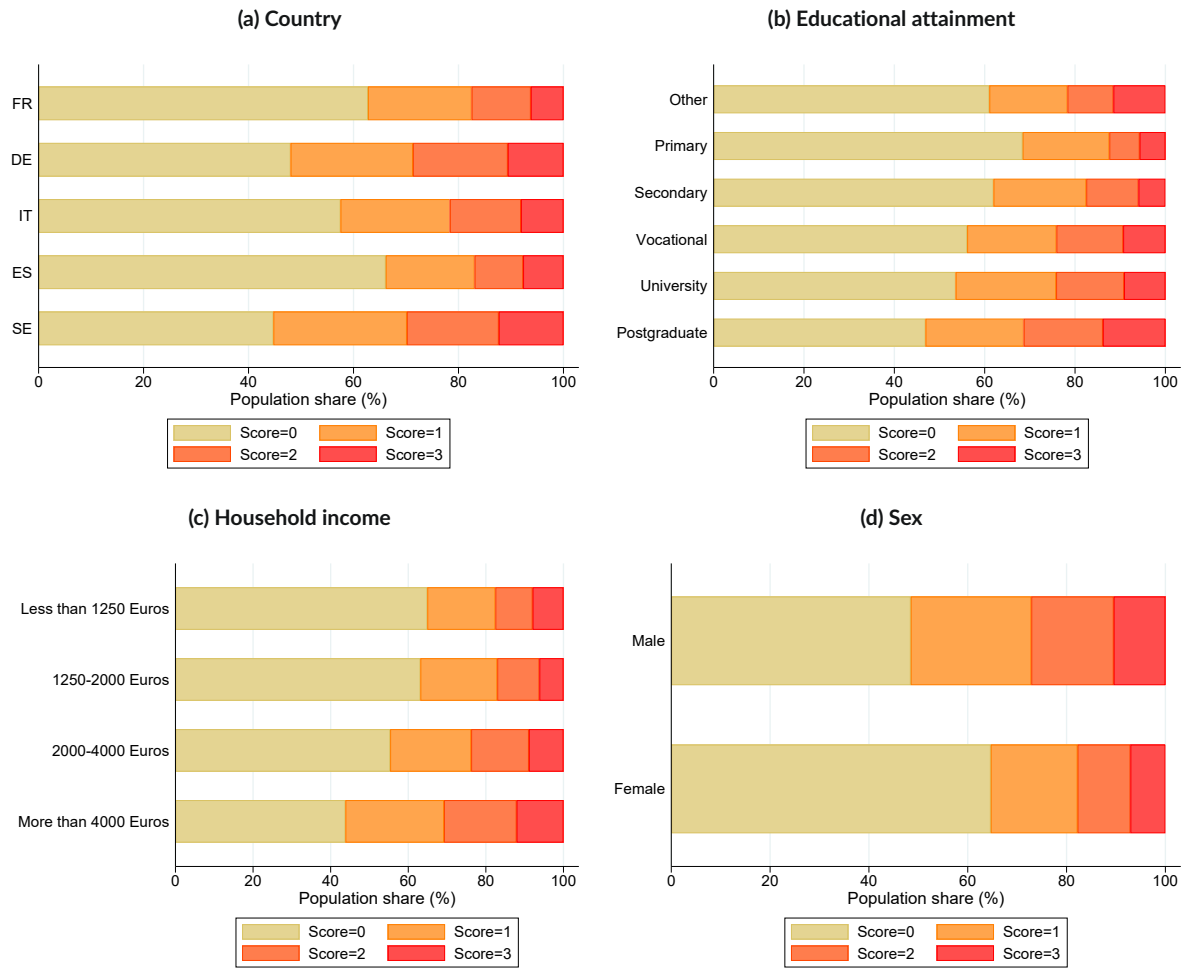 (a) Country
FR
DE
IT
ES
SE
0 20 40 60 80 100
Population share (%)
Score=0 Score=1
Score=2 Score=3
(b) Educational attainment
Other
Primary
Secondary
Vocational
University
Postgraduate
0 20 40 60 80 100
Population share (%)
Score=0 Score=1
Score=2 Score=3
(c) Household income
Less than 1250 Euros
1250-2000 Euros
2000-4000 Euros
More than 4000 Euros
0 20 40 60 80 100
Population share (%)
Score=0 Score=1
Score=2 Score=3
(d) Sex
Male
Female
0 20 40 60 80 100
Population share (%)
Score=0 Score=1
Score=2 Score=3